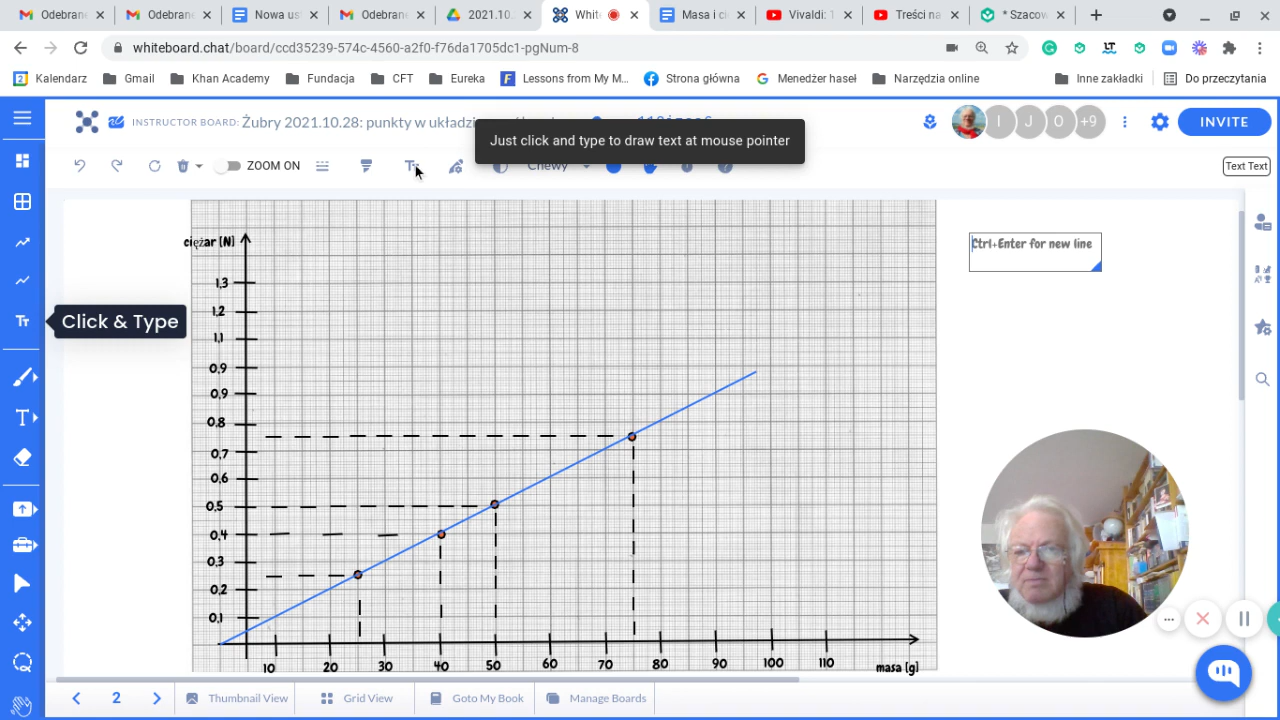 Odebrane
Odebrane
Nowa us
Odebrane
2021.10
Whit
Masa i c
Vivaldi: 
Treści na
* Szacow
whiteboard.chat/board/ccd35239-574c-4560-a2f0-f76da1705dc1-pgNum-8
Kalendarz
Gmail
Khan Academy
Fundacja
CFT
Eureka
Lessons from My M...
Strona główna
Menedżer haseł
Narzędzia online
Inne zakładki
Do przeczytania
INSTRUCTOR BOARD: Żubry 2021.10.28: punkty w układzi
Just click and type to draw text at mouse pointer
I
J
O
+9
INVITE
ZOOM ON
Chewy
Text Text
Click & Type
Ctrl+Enter for new line
ciężar [N]
1,3
1,2
1,1
0,9
0,9
0,8
0,7
0,6
0,5
0,4
0,3
0,2
0,1
10 20 30 40 50 60 70 80 90 100 110
masa [g]
2
Thumbnail View
Grid View
Goto My Book
Manage Boards